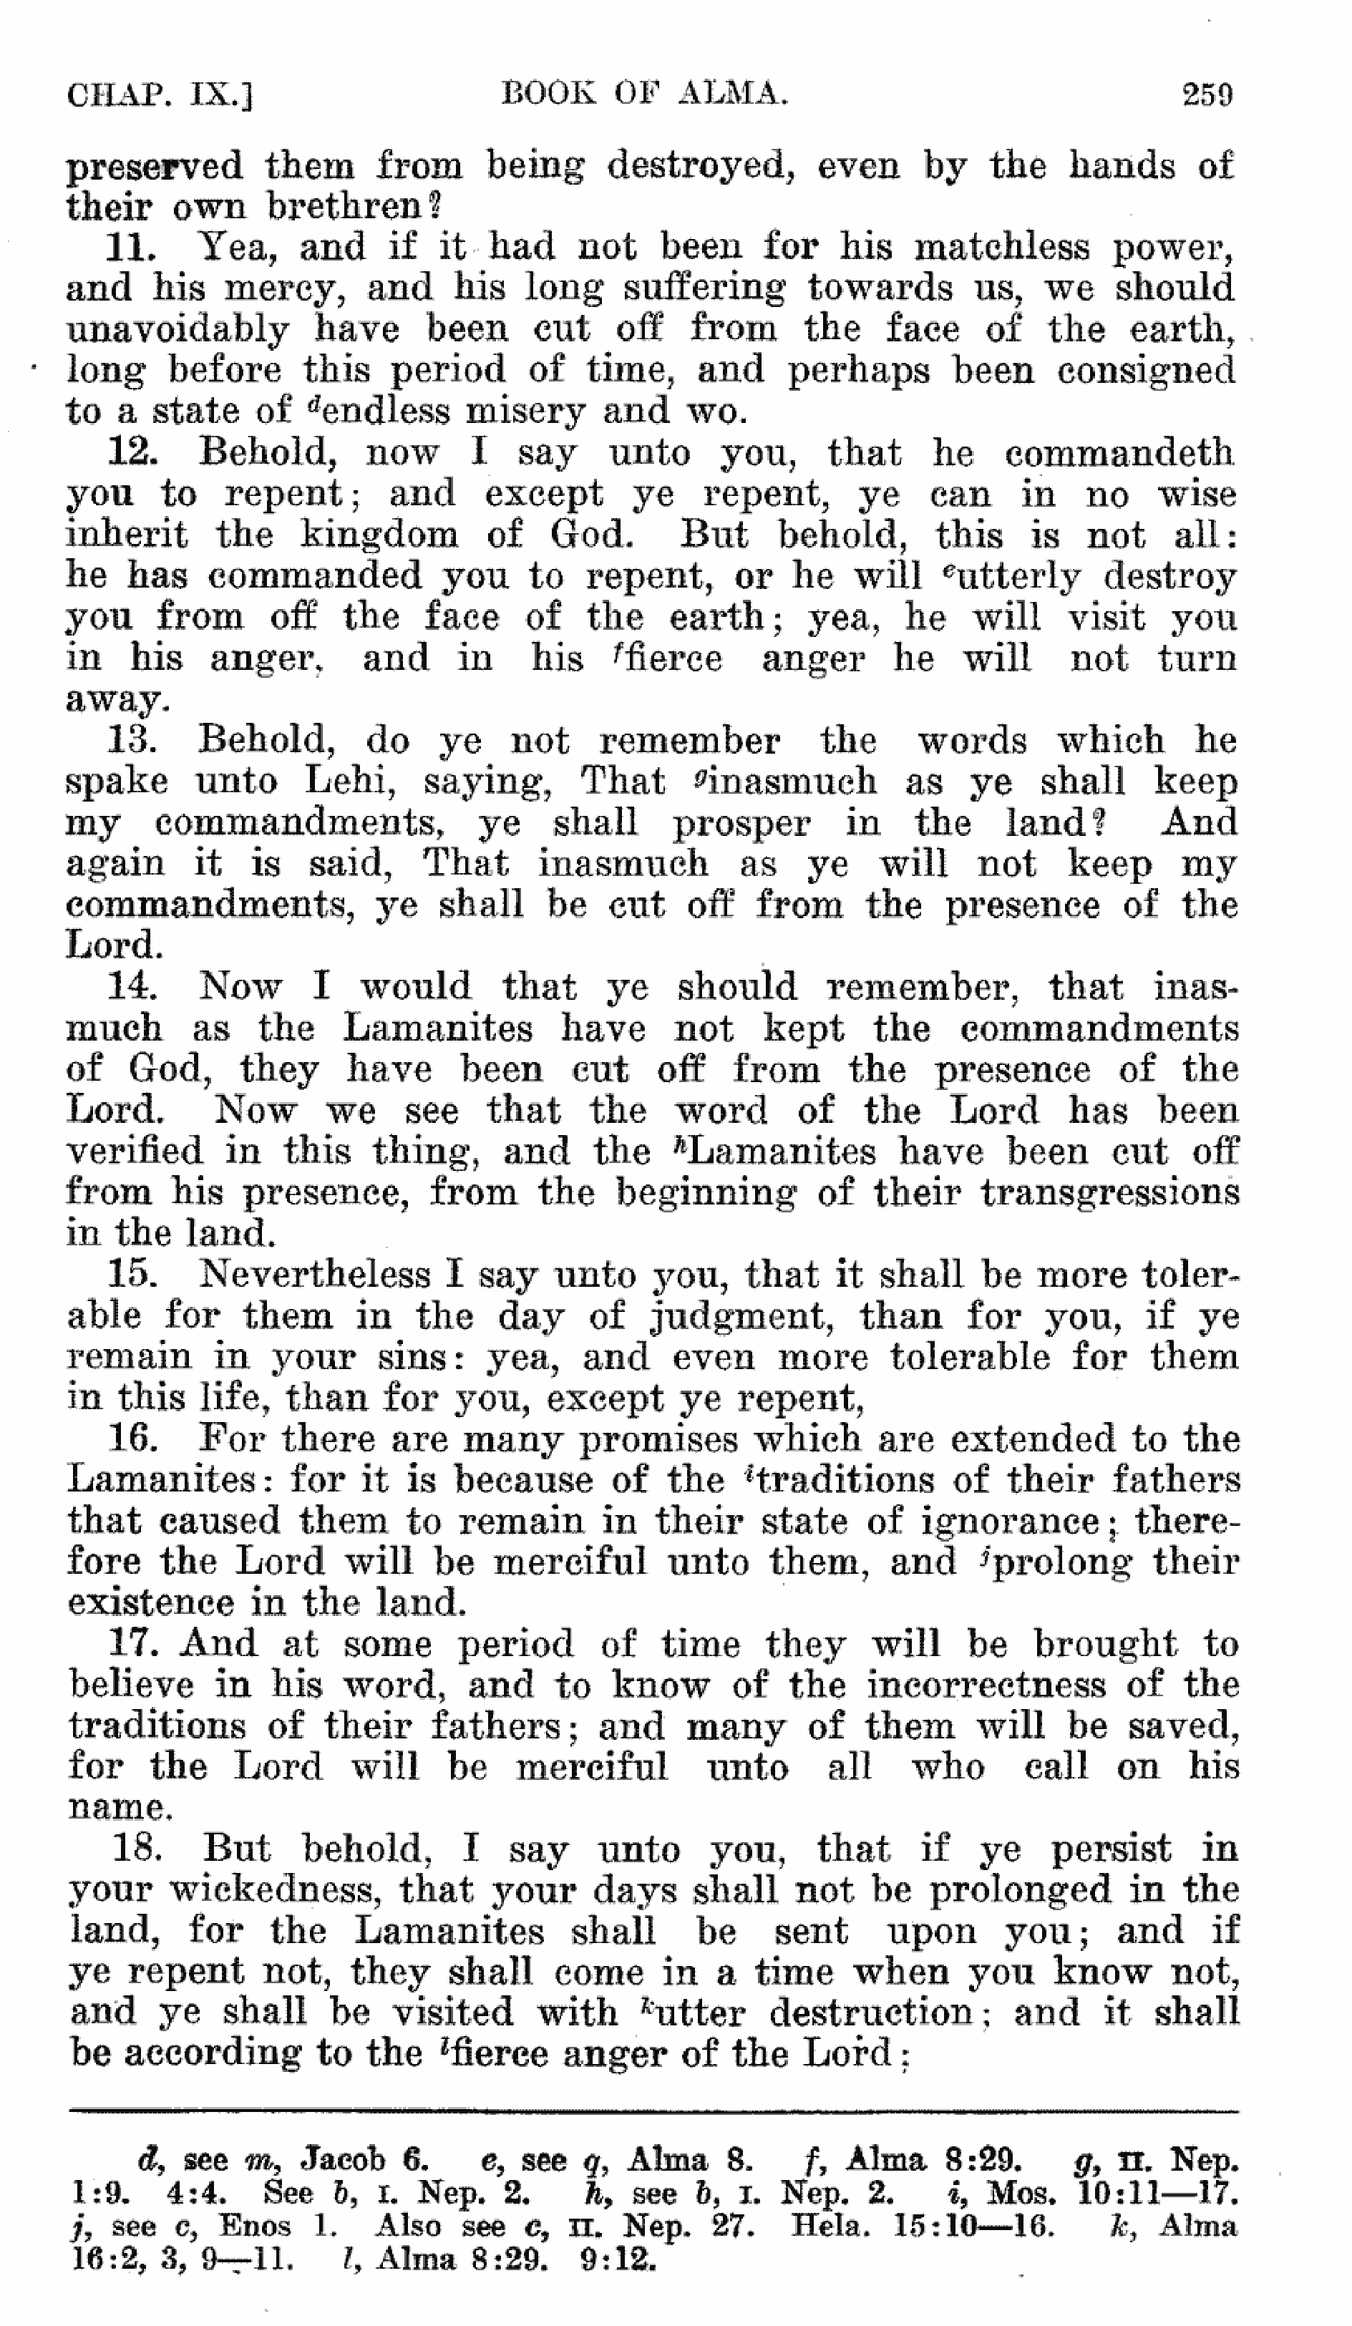 CHAP. IX.] BOOK OF ALMA. 259
preserved them from being destroyed, even by the hands of
their own brethren?
11. Yea, and if it had not been for his matchless power,
and his mercy, and his long suffering towards us, we should
unavoidably have been cut off from the face of the earth,
long before this period of time, and perhaps been consigned
to a state of dendless misery and wo.
12. Behold, now I say unto you, that he commandeth
you to repent; and except ye repent, ye can in no wise
inherit the kingdom of God. But behold, this is not all:
he has commanded you to repent, or he will eutterly destroy
you from off the face of the earth; yea, he will visit you
in his anger, and in his ffierce anger he will not turn
away.
13. Behold, do ye not remember the words which he
spake unto Lehi, saying, That ginasmuch as ye shall keep
my commandments, ye shall prosper in the land? And
again it is said, That inasmuch as ye will not keep my
commandments, ye shall be cut off from the presence of the
Lord.
14. Now I would that ye should remember, that inas-
much as the Lamanites have not kept the commandments
of God, they have been cut off from the presence of the
Lord. Now we see that the word of the Lord has been
verified in this thing, and the hLamanites have been cut off
from his presence, from the beginning of their transgressions
in the land.
15. Nevertheless I say unto you, that it shall be more toler-
able for them in the day of judgment, than for you, if ye
remain in your sins: yea, and even more tolerable for them
in this life, than for you, except ye repent,
16. For there are many promises which are extended to the
Lamanites: for it is because of the itraditions of their fathers
that caused them to remain in their state of ignorance; there-
fore the Lord will be merciful unto them, and jprolong their
existence in the land.
17. And at some period of time they will be brought to
believe in his word, and to know of the incorrectness of the
traditions of their fathers; and many of them will be saved,
for the Lord will be merciful unto all who call on his
name.
18. But behold, I say unto you, that if ye persist in
your wickedness, that your days shall not be prolonged in the
land, for the Lamanites shall be sent upon you; and if
ye repent not, they shall come in a time when you know not,
and ye shall be visited with kutter destruction; and it shall
be according to the lfierce anger of the Lord;
d, see m, Jacob 6. e, see q, Alma 8. f, Alma 8:29. g, II. Nep.
1:9. 4:4. See b, I. Nep. 2. h, see b, I. Nep. 2. i, Mos. 10:11—17.
j, see c, Enos 1. Also see c, II. Nep. 27. Hela. 15:10—16. k, Alma
16:2, 3, 9—11. l, Alma 8:29. 9:12.